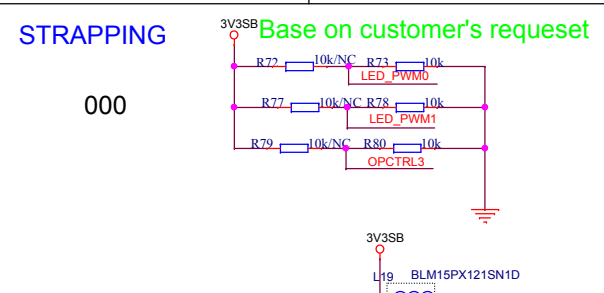 STRAPPING
3V3SB Base on customer's requeset
R72 10k/NC R73 10k
LED_PWM0
000
R77 10k/NC R78 10k
LED_PWM1
R79 10k/NC R80 10k
OPCTRL3
3V3SB
L19 BLM15PX121SN1D